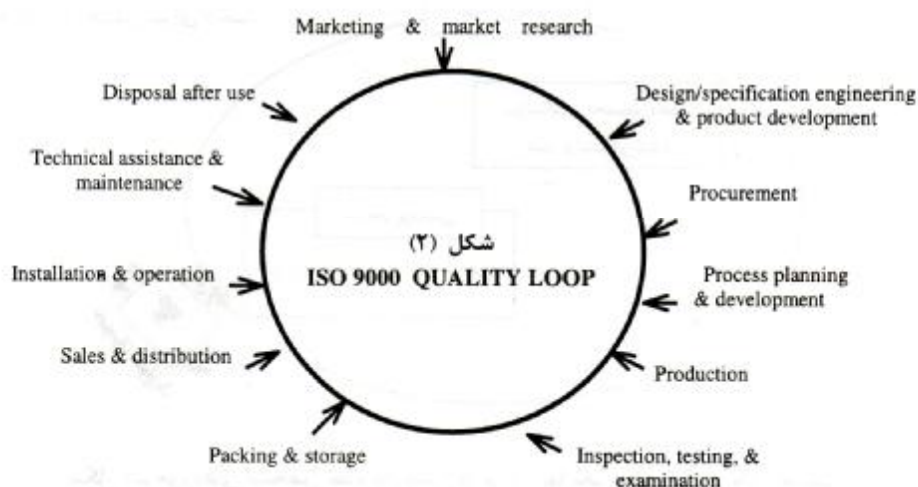 Marketing & market research
Design/specification engineering
& product development
Procurement
Process planning
& development
Production
Inspection, testing, &
examination
Packing & storage
Sales & distribution
Installation & operation
Technical assistance &
maintenance
Disposal after use
شكل (٢)
ISO 9000 QUALITY LOOP